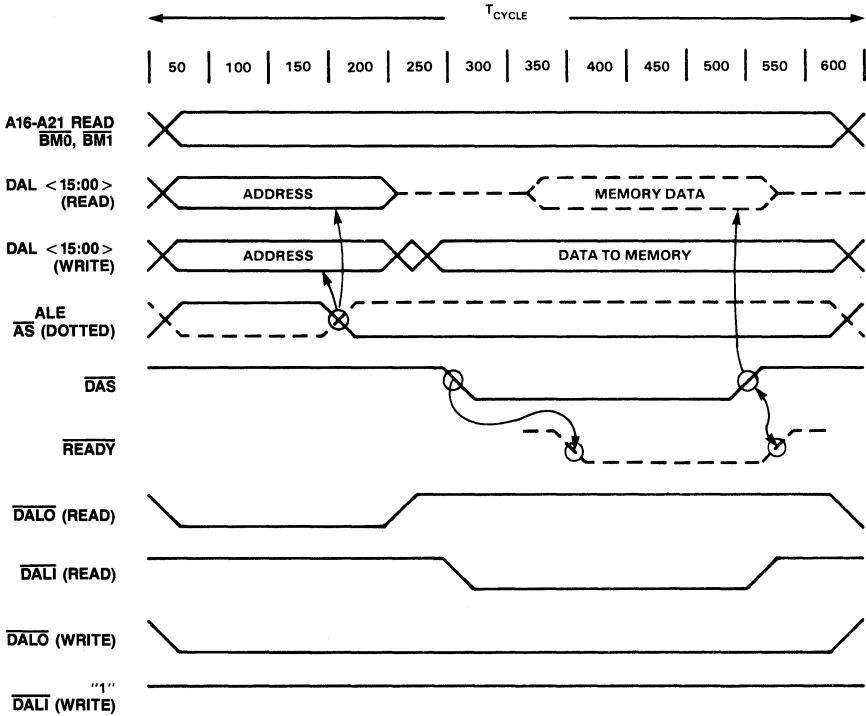 T_CYCLE
50 100 150 200 250 300 350 400 450 500 550 600
A16-A21 READ
BM0, BM1
DAL <15:00>
(READ)
ADDRESS
MEMORY DATA
DAL <15:00>
(WRITE)
ADDRESS
DATA TO MEMORY
ALE
AS (DOTTED)
DAS
READY
DALO (READ)
DALI (READ)
DALO (WRITE)
"1"
DALI (WRITE)